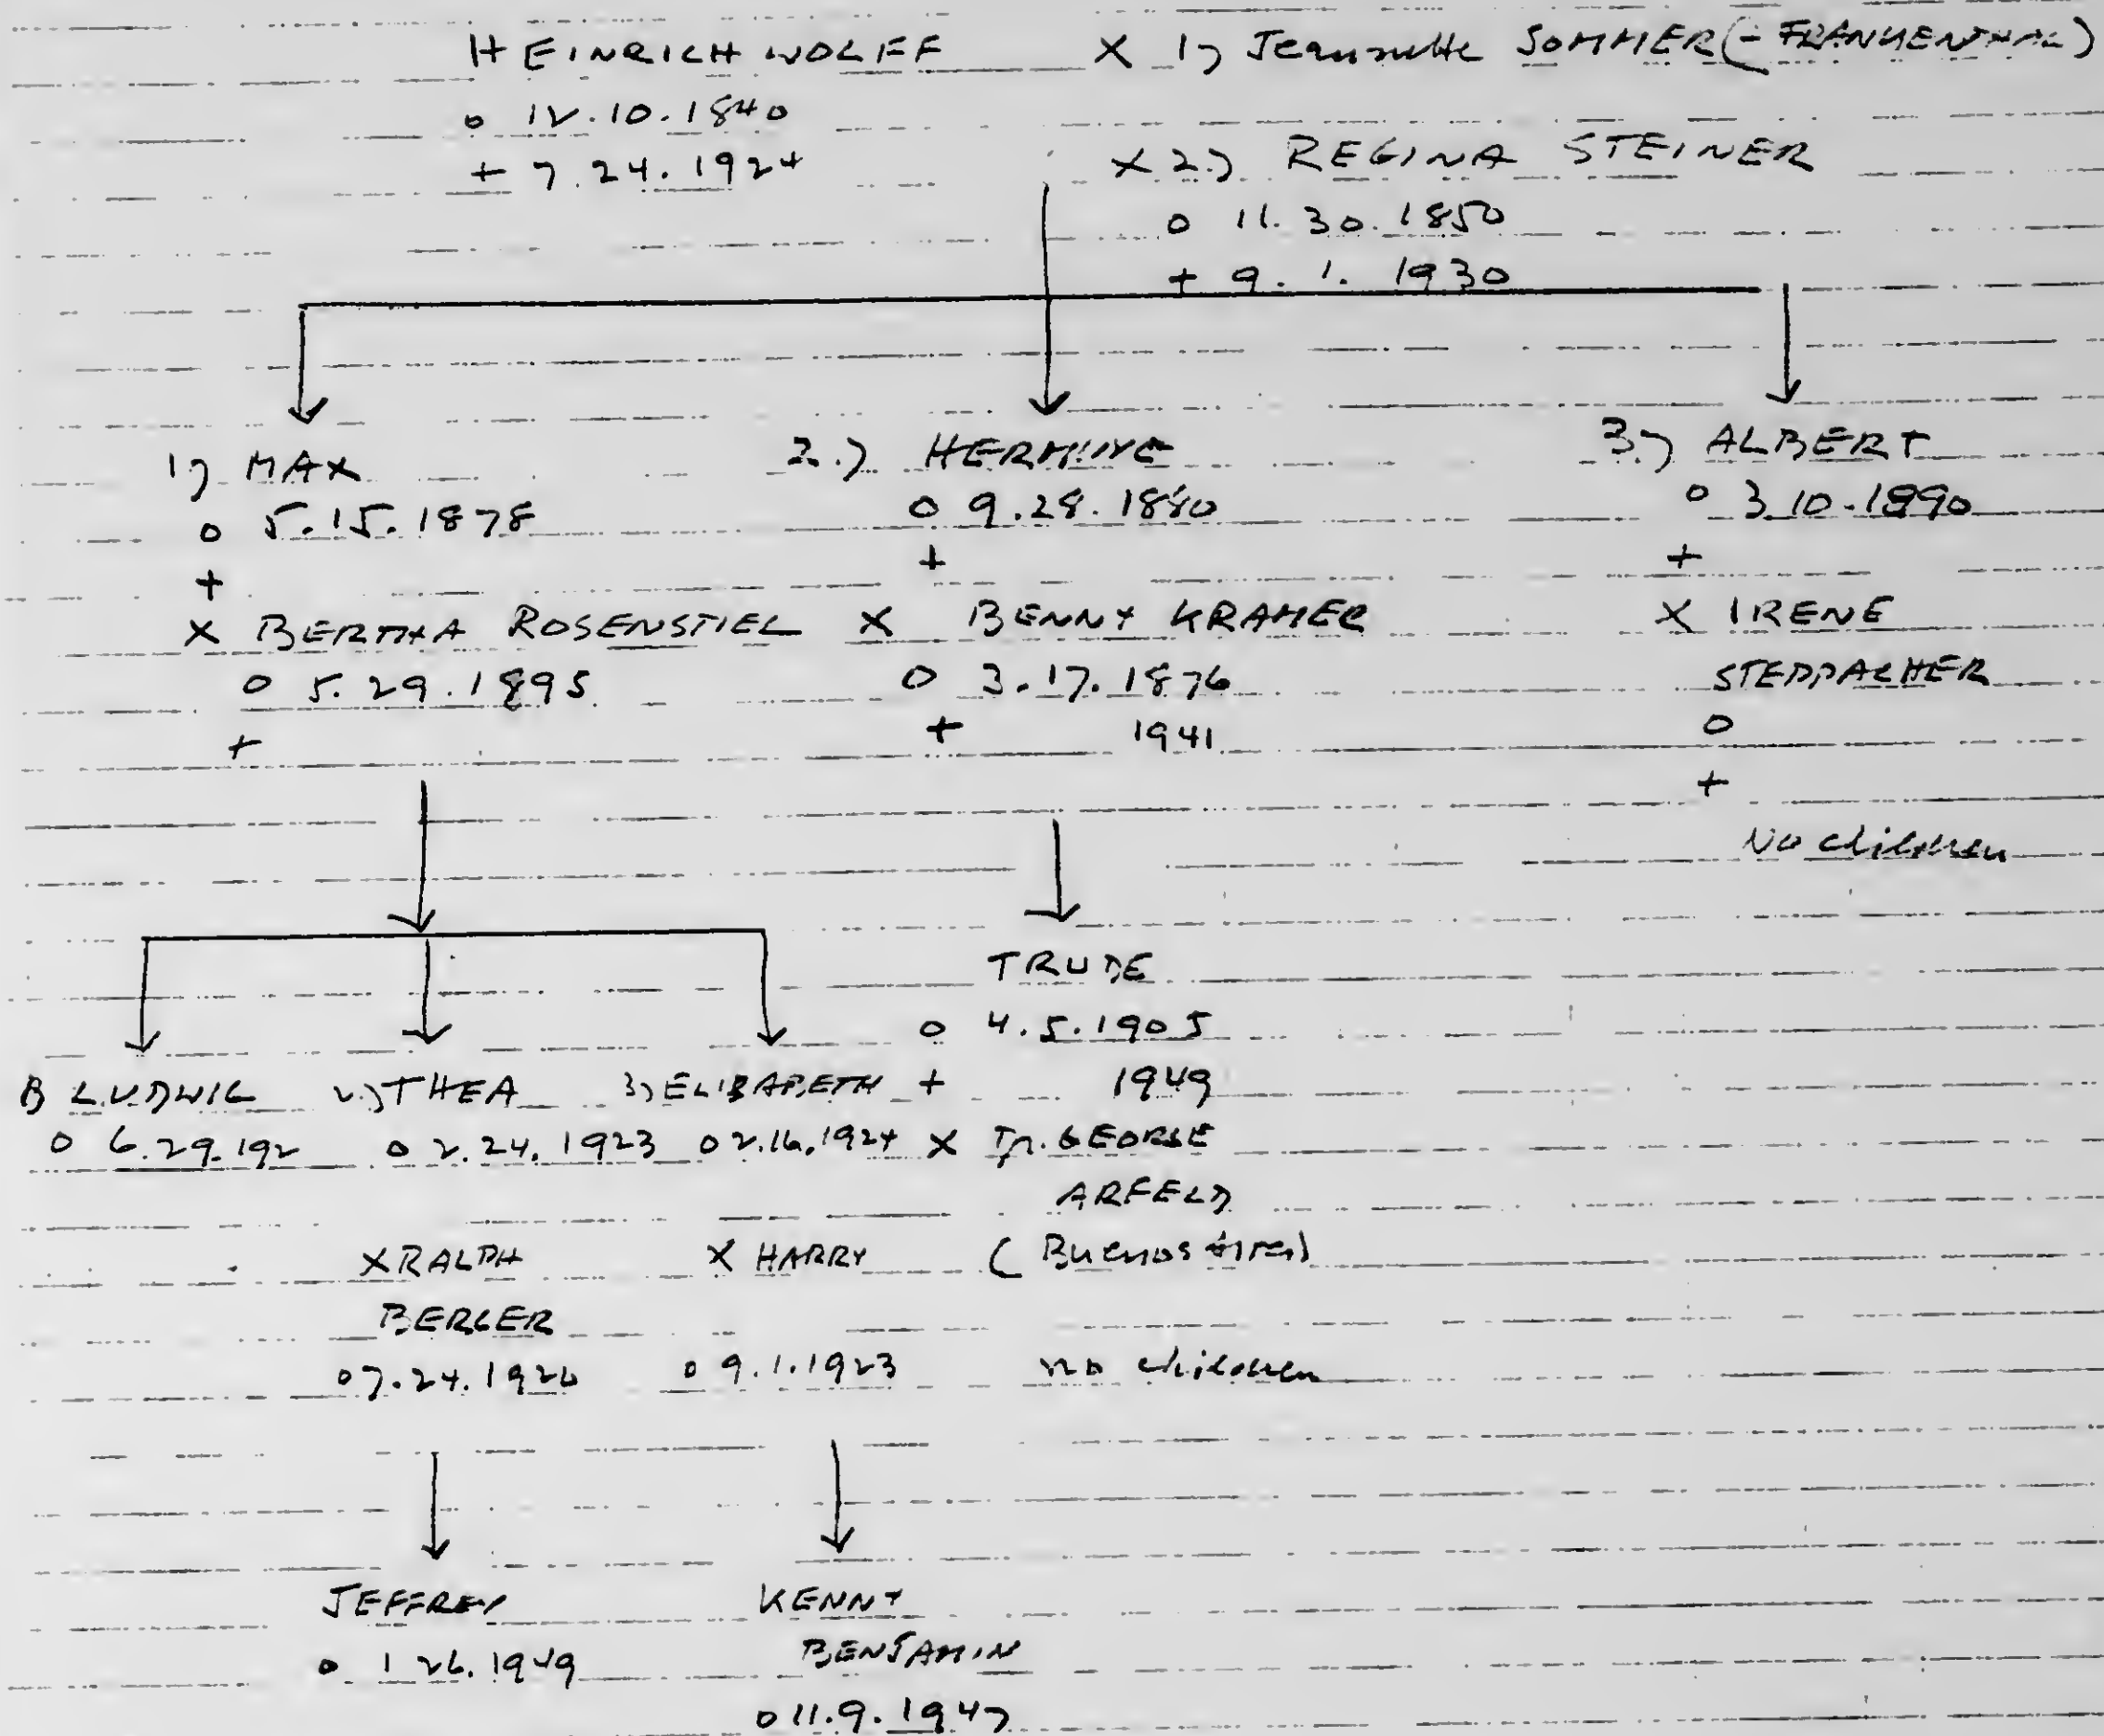 HEINRICH WOLFF X 1) Jeannette SOMMER (- FRANKENTHAL)
o 12.10.1840
+ 7.24.1924
X 2.) REGINA STEINER
o 11.30.1850
+ 9.1.1930
1) MAX
o 5.15.1878
+
X BERTHA ROSENSTIEL
o 5.29.1895
+
2.) HERMINE
o 9.28.1880
+
X BENNY KRAMER
o 3.17.1876
+ 1941
3.) ALBERT
o 3.10.1890
+
X IRENE
STEPPACHER
o
+
No children
1) LUDWIG
o 6.29.192
2.) THEA
o 2.24.1923
X RALPH
BERGER
o 7.24.1920
3) ELISABETH
o 2.16.1924
X HARRY
o 9.1.1923
TRUDE
o 4.5.1905
+ 1949
X Dr. GEORGE
ARFELD
(Buenos Aires)
no children
JEFFREY
o 1 26.1949
KENNY
BENJAMIN
o 11.9.1947